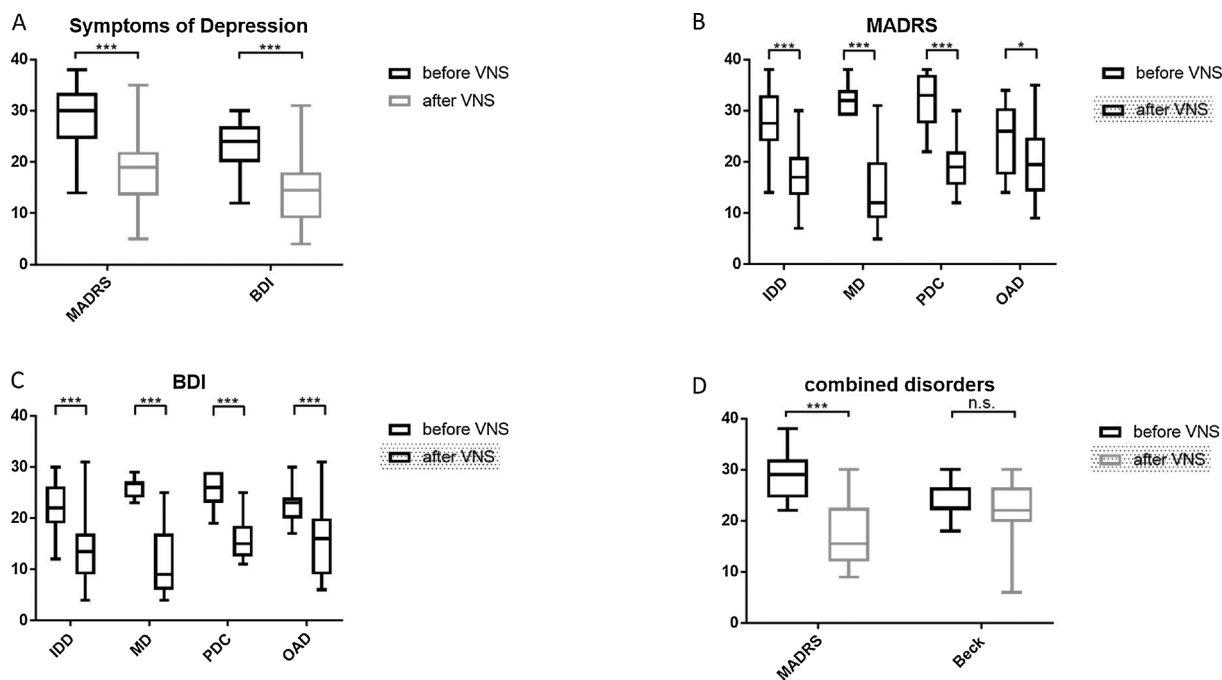 A
Symptoms of Depression
*** ***
40
30
20
10
0
MADRS BDI
before VNS
after VNS
B
MADRS
*** *** *** *
40
30
20
10
0
IDD MD PDC OAD
before VNS
after VNS
C
BDI
*** *** *** ***
40
30
20
10
0
IDD MD PDC OAD
before VNS
after VNS
D
combined disorders
*** n.s.
40
30
20
10
0
MADRS Beck
before VNS
after VNS